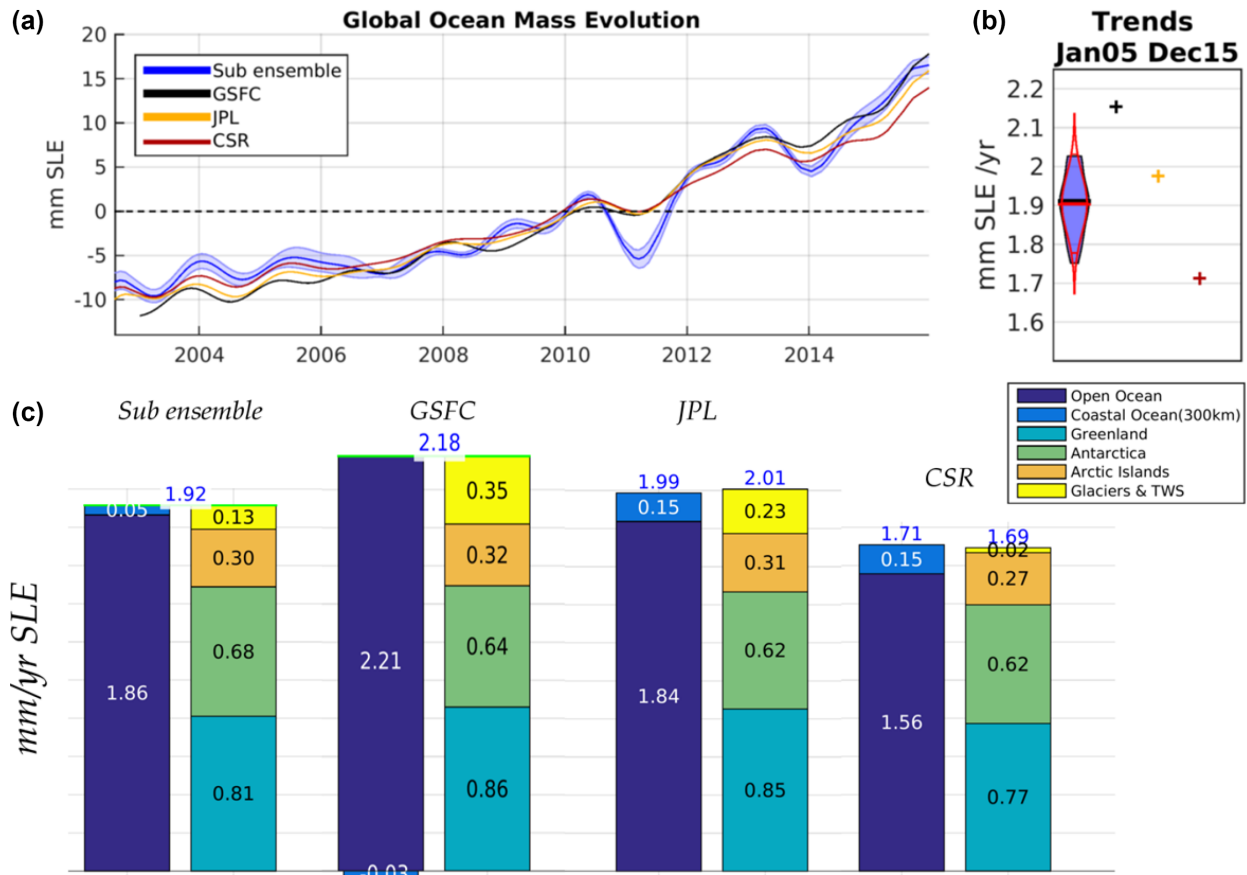 (a)
Global Ocean Mass Evolution
20
15
10
5
0
-5
-10
mm SLE
Sub ensemble
GSFC
JPL
CSR
2004
2006
2008
2010
2012
2014
(b)
Trends
Jan05 Dec15
2.2
2.1
2
1.9
1.8
1.7
1.6
mm SLE /yr
(c)
Sub ensemble
GSFC
JPL
CSR
Open Ocean
Coastal Ocean(300km)
Greenland
Antarctica
Arctic Islands
Glaciers & TWS
mm/yr SLE
1.92
0.05
1.86
0.13
0.30
0.68
0.81
2.18
2.21
-0.03
0.35
0.32
0.64
0.86
1.99
0.15
1.84
2.01
0.23
0.31
0.62
0.85
1.71
0.15
1.56
1.69
0.02
0.27
0.62
0.77